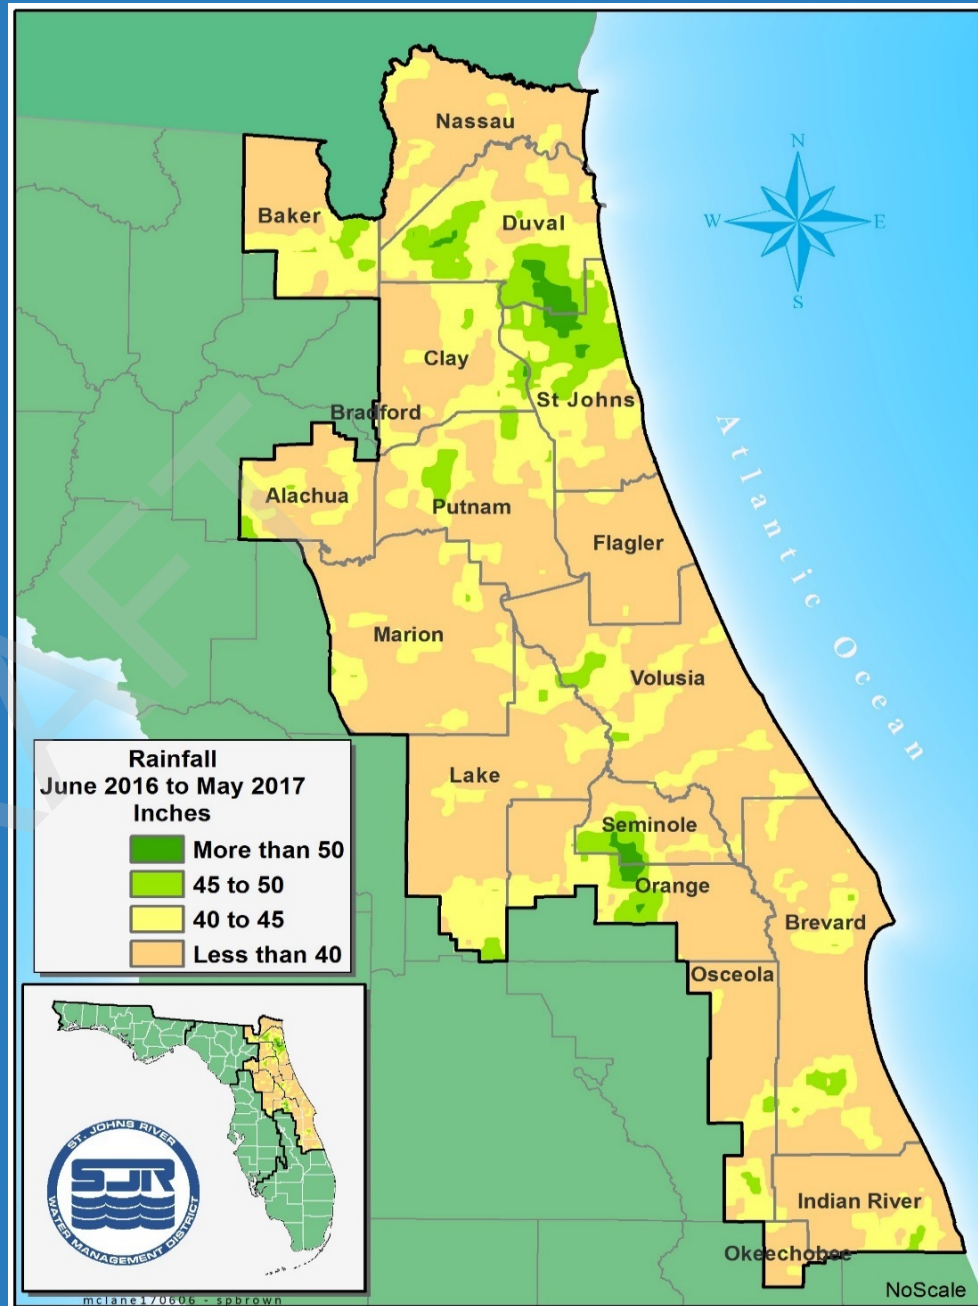 Nassau
Baker
Duval
Clay
Bradford
St Johns
Alachua
Putnam
Flagler
Marion
Volusia
Lake
Seminole
Orange
Brevard
Osceola
Indian River
Okeechobee
N
W
E
S
Atlantic Ocean
Rainfall
June 2016 to May 2017
Inches
More than 50
45 to 50
40 to 45
Less than 40
ST. JOHNS RIVER
SJR
WATER MANAGEMENT DISTRICT
mclane170606 - spbrown
NoScale